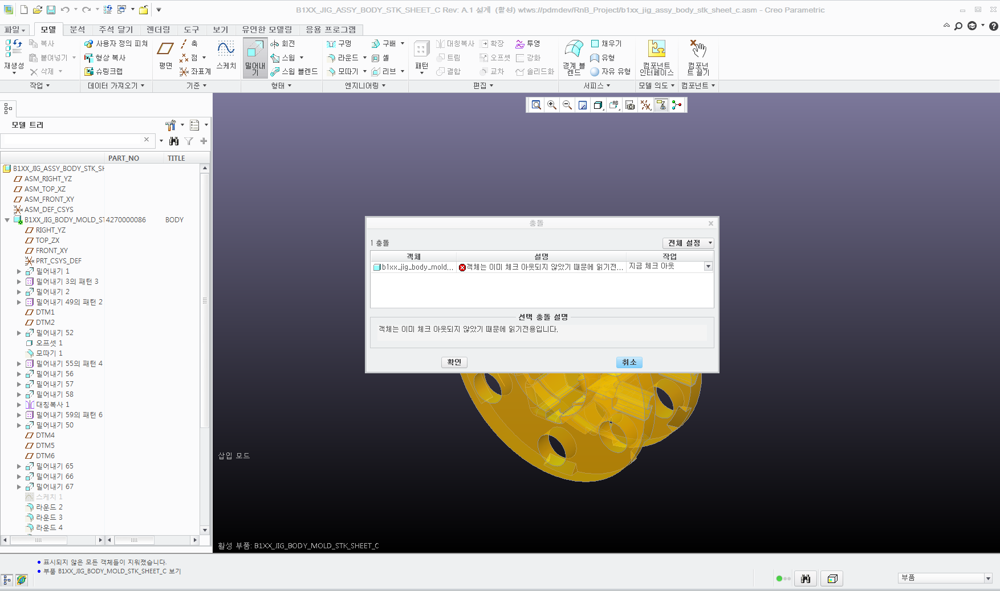 B1XX_JIG_ASSY_BODY_STK_SHEET_C Rev: A.1 설계 (활성) wtws://pdmdev/RnB_Project/b1xx_jig_assy_body_stk_sheet_c.asm - Creo Parametric
파일 모델 분석 주석 달기 렌더링 도구 보기 유연한 모델링 응용 프로그램
재생성
복사
붙여넣기
삭제
사용자 정의 피쳐
형상 복사
슈링크랩
평면
축
점
좌표계
스케치
밀어내기
회전
스윕
스윕 블렌드
구멍
라운드
모따기
구배
셸
리브
패턴
대칭복사
트림
결합
확장
오프셋
교차
투영
강화
솔리드화
경계 블렌드
채우기
유형
자유 유형
컴포넌트 인터페이스
컴포넌트 끌기
작업 데이터 가져오기 기준 형태 엔지니어링 편집 서피스 모델 의도 컴포넌트
모델 트리
PART_NO TITLE
B1XX_JIG_ASSY_BODY_STK_SH
ASM_RIGHT_YZ
ASM_TOP_XZ
ASM_FRONT_XY
ASM_DEF_CSYS
B1XX_JIG_BODY_MOLD_ST 4270000086 BODY
RIGHT_YZ
TOP_ZX
FRONT_XY
PRT_CSYS_DEF
밀어내기 1
밀어내기 3의 패턴 3
밀어내기 2
밀어내기 49의 패턴 2
DTM1
DTM2
밀어내기 52
오프셋 1
모따기 1
밀어내기 55의 패턴 4
밀어내기 56
밀어내기 57
밀어내기 58
대칭복사 1
밀어내기 59의 패턴 6
밀어내기 50
DTM4
DTM5
DTM6
밀어내기 65
밀어내기 66
밀어내기 67
스케치 1
라운드 2
라운드 3
라운드 4
충돌
1 충돌
전체 설정
객체 설명 작업
b1xx_jig_body_mold... 객체는 이미 체크 아웃되지 않았기 때문에 읽기전... 지금 체크 아웃
선택 충돌 설명
객체는 이미 체크 아웃되지 않았기 때문에 읽기전용입니다.
확인 취소
삽입 모드
활성 부품: B1XX_JIG_BODY_MOLD_STK_SHEET_C
표시되지 않은 모든 객체들이 지워졌습니다.
부품 B1XX_JIG_BODY_MOLD_STK_SHEET_C 보기
부품